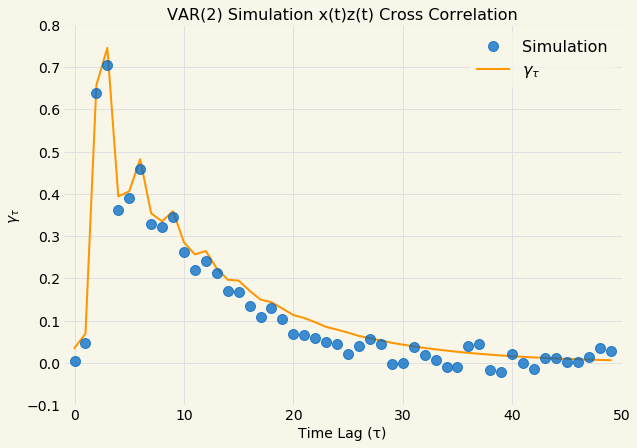 VAR(2) Simulation x(t)z(t) Cross Correlation
0.8
0.7
0.6
0.5
0.4
0.3
0.2
0.1
0.0
−0.1
γτ
Simulation
γτ
0 10 20 30 40 50
Time Lag (τ)